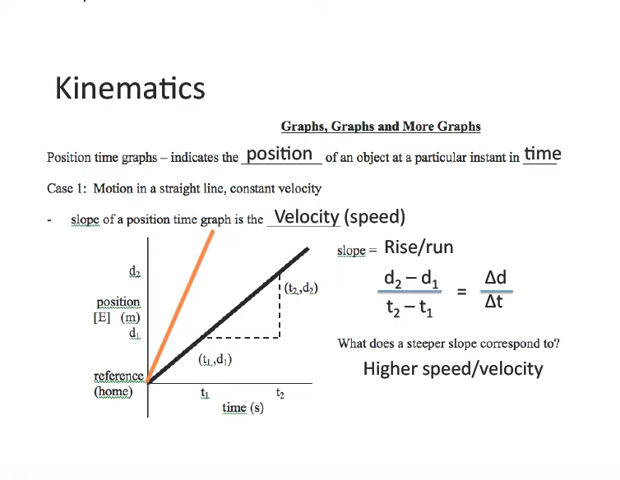 Kinematics
Graphs, Graphs and More Graphs
Position time graphs – indicates the position of an object at a particular instant in time
Case 1: Motion in a straight line, constant velocity
- slope of a position time graph is the Velocity (speed)
slope = Rise/run
d₂ – d₁
t₂ – t₁
=
Δd
Δt
d₂
position
[E] (m)
d₁
reference
(home)
(t₂,d₂)
(t₁,d₁)
t₁
t₂
time (s)
What does a steeper slope correspond to?
Higher speed/velocity